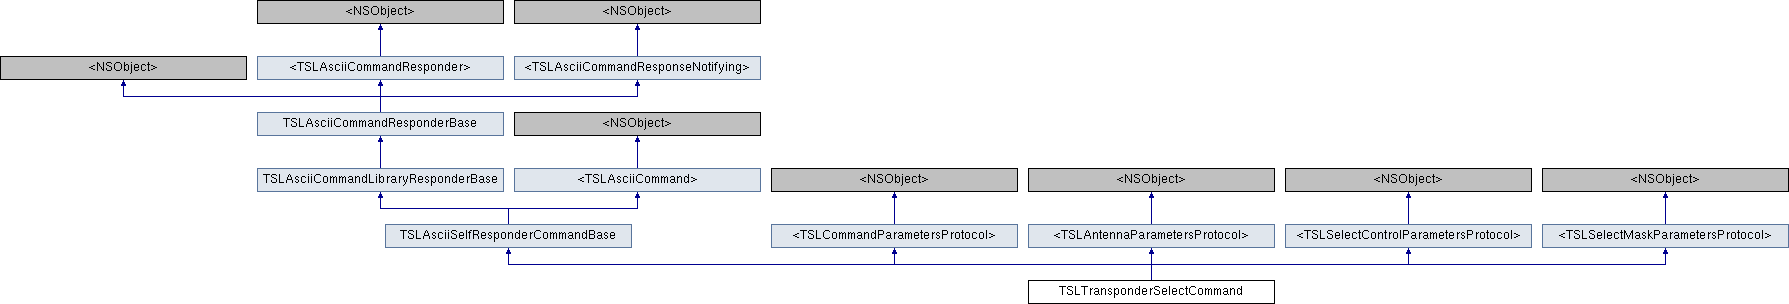 <NSObject>
<NSObject>
<NSObject>
<TSLAsciiCommandResponder>
<TSLAsciiCommandResponseNotifying>
TSLAsciiCommandResponderBase
<NSObject>
TSLAsciiCommandLibraryResponderBase
<TSLAsciiCommand>
<NSObject>
<NSObject>
<NSObject>
<NSObject>
TSLAsciiSelfResponderCommandBase
<TSLCommandParametersProtocol>
<TSLAntennaParametersProtocol>
<TSLSelectControlParametersProtocol>
<TSLSelectMaskParametersProtocol>
TSLTransponderSelectCommand